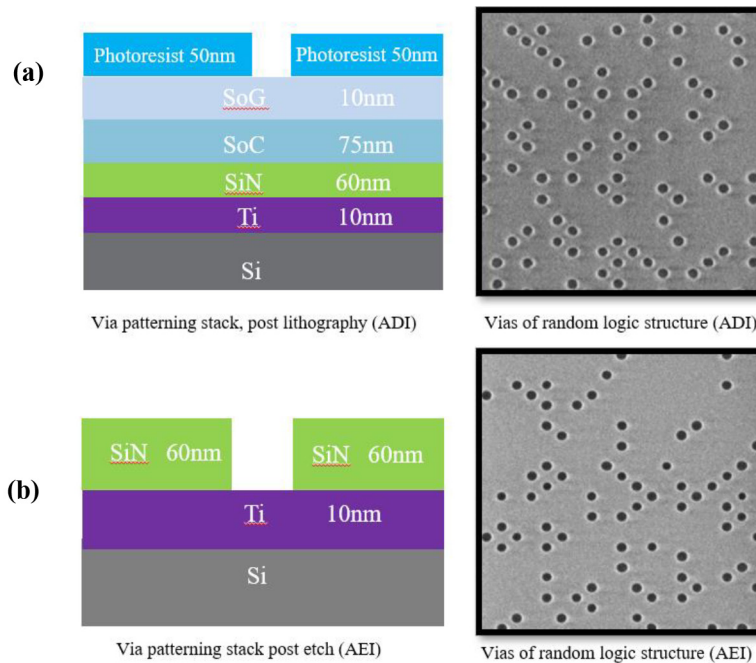 (a)
Photoresist 50nm
Photoresist 50nm
SoG 10nm
SoC 75nm
SiN 60nm
Ti 10nm
Si
Via patterning stack, post lithography (ADI)
Vias of random logic structure (ADI)
(b)
SiN 60nm
SiN 60nm
Ti 10nm
Si
Via patterning stack post etch (AEI)
Vias of random logic structure (AEI)